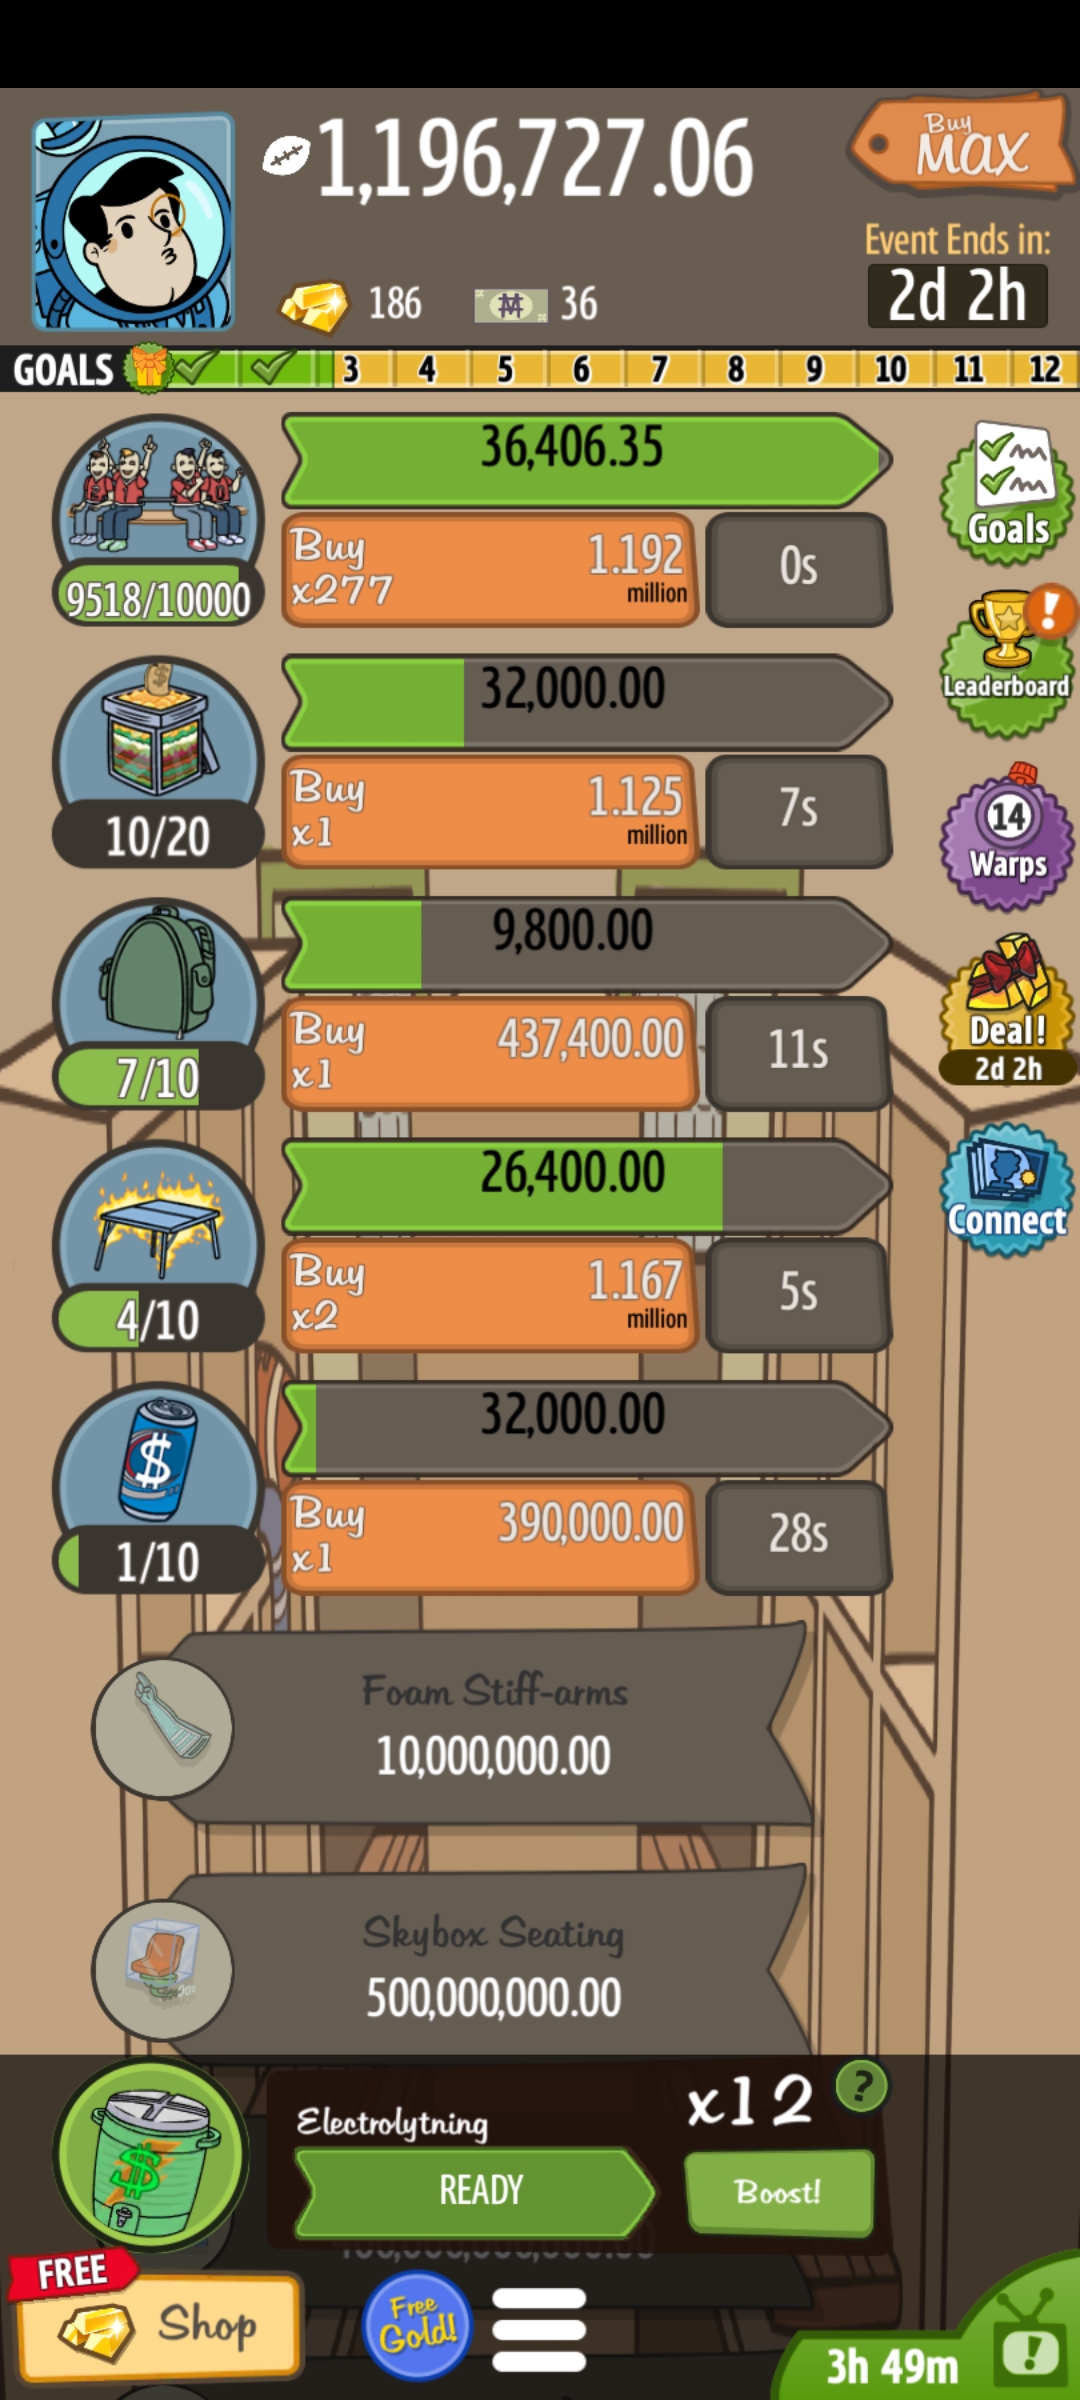 1,196,727.06
Buy
MAX
Event Ends in:
2d 2h
186
36
GOALS 3 4 5 6 7 8 9 10 11 12
36,406.35
Buy
x277
1.192
million
0s
9518/10000
Goals
32,000.00
Buy
x1
1.125
million
7s
10/20
!
Leaderboard
9,800.00
Buy
x1
437,400.00
11s
7/10
14
Warps
26,400.00
Buy
x2
1.167
million
5s
4/10
Deal!
2d 2h
32,000.00
Buy
x1
390,000.00
28s
1/10
Connect
Foam Stiff-arms
10,000,000.00
Skybox Seating
500,000,000.00
Electrolytning
x12
?
READY
Boost!
FREE
Shop
Free
Gold!
3h 49m
!